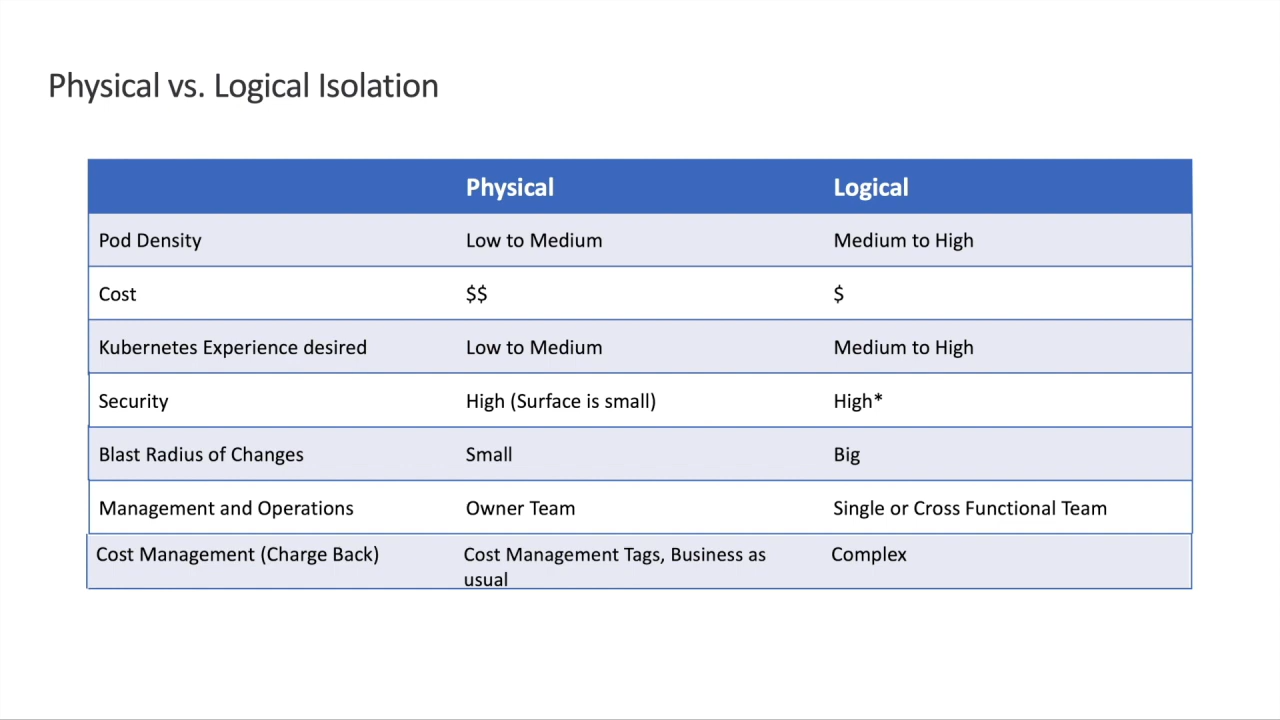 Physical vs. Logical Isolation
Physical Logical
Pod Density Low to Medium Medium to High
Cost $$ $
Kubernetes Experience desired Low to Medium Medium to High
Security High (Surface is small) High*
Blast Radius of Changes Small Big
Management and Operations Owner Team Single or Cross Functional Team
Cost Management (Charge Back) Cost Management Tags, Business as Complex
usual